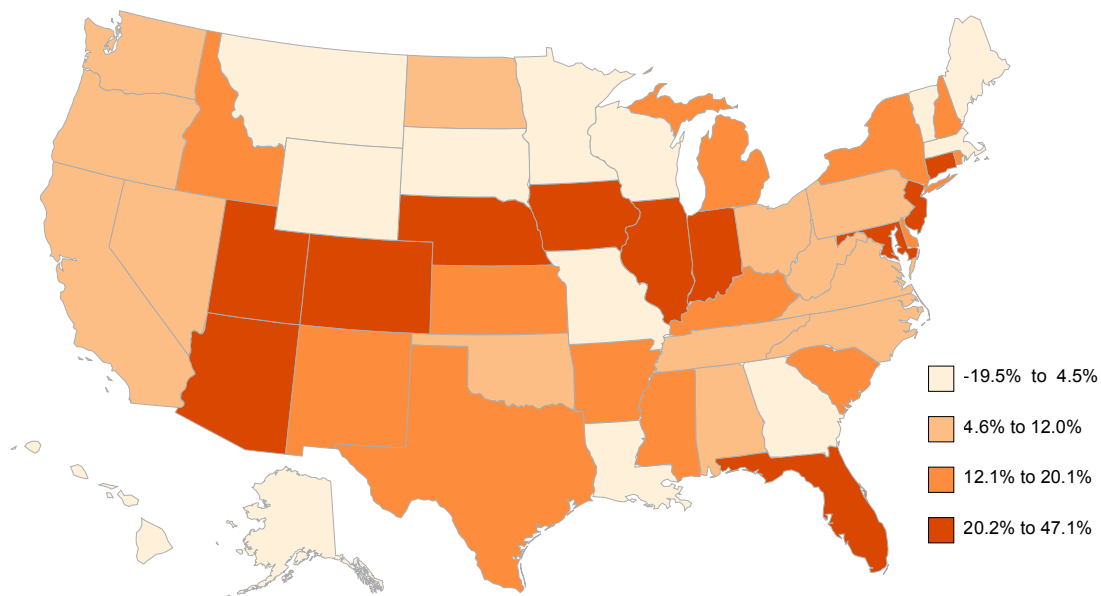 -19.5%  to  4.5%
4.6% to 12.0%
12.1% to 20.1%
20.2% to 47.1%